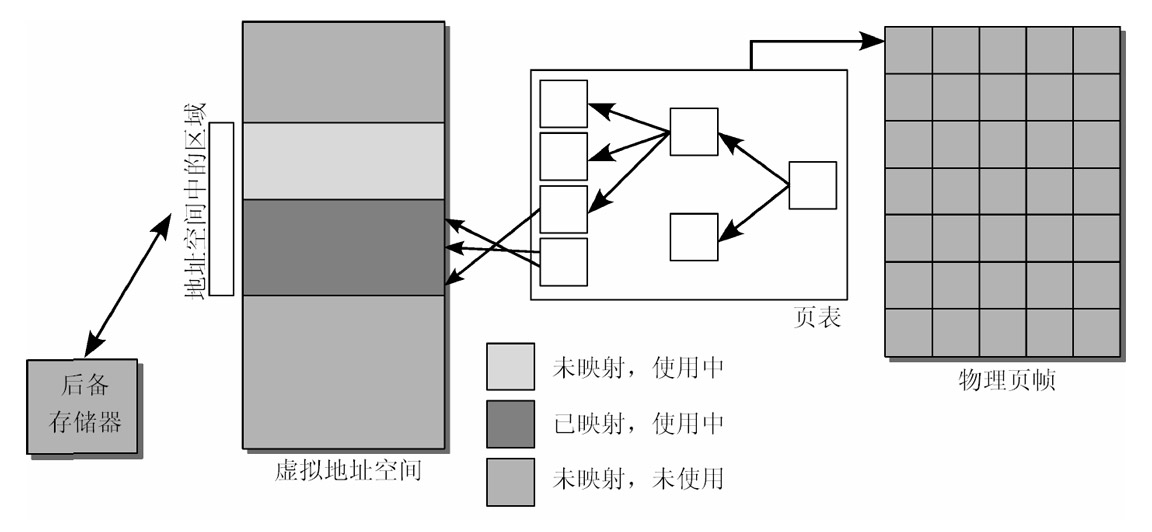 地址空间中的区域
后备
存储器
虚拟地址空间
页表
物理页帧
未映射，使用中
已映射，使用中
未映射，未使用